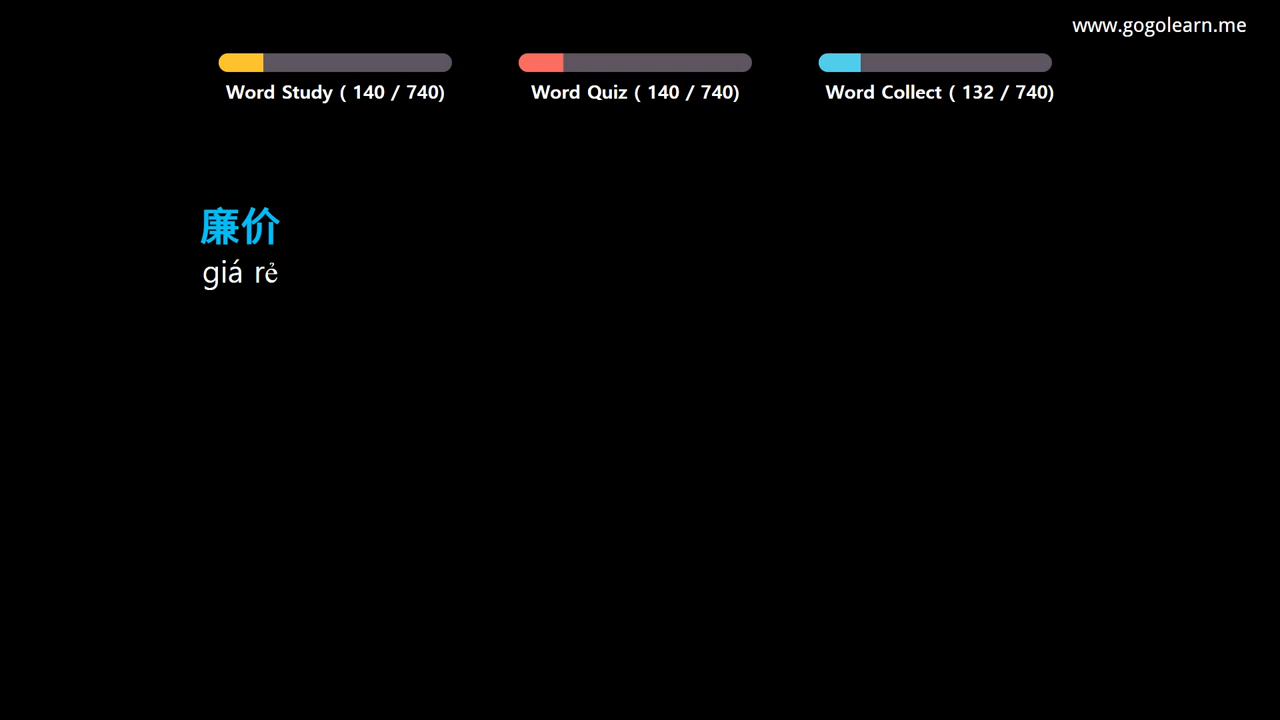 www.gogolearn.me
Word Study ( 140 / 740)
Word Quiz ( 140 / 740)
Word Collect ( 132 / 740)
廉价
giá rẻ